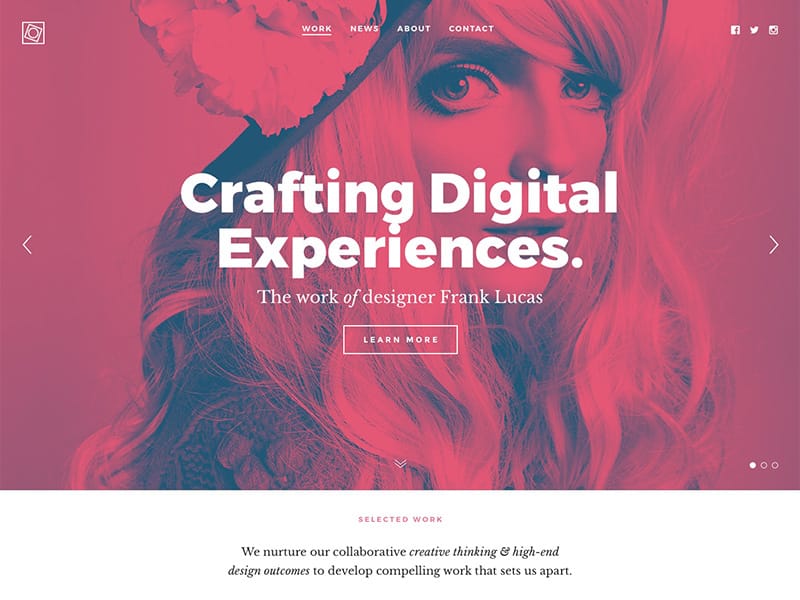 WORK NEWS ABOUT CONTACT
Crafting Digital
Experiences.
The work of designer Frank Lucas
LEARN MORE
SELECTED WORK
We nurture our collaborative creative thinking & high-end
design outcomes to develop compelling work that sets us apart.